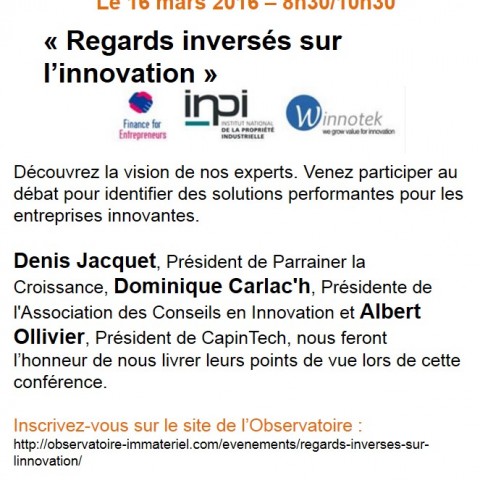 Le 16 mars 2016 – 8h30/10h30
« Regards inversés sur
l'innovation »
Finance for
Entrepreneurs
inpi
INSTITUT NATIONAL
DE LA PROPRIÉTÉ
INDUSTRIELLE
Winnotek
we grow value for innovation
Découvrez la vision de nos experts. Venez participer au
débat pour identifier des solutions performantes pour les
entreprises innovantes.
Denis Jacquet, Président de Parrainer la
Croissance, Dominique Carlac'h, Présidente de
l'Association des Conseils en Innovation et Albert
Ollivier, Président de CapinTech, nous feront
l'honneur de nous livrer leurs points de vue lors de cette
conférence.
Inscrivez-vous sur le site de l'Observatoire :
http://observatoire-immateriel.com/evenements/regards-inverses-sur-
linnovation/